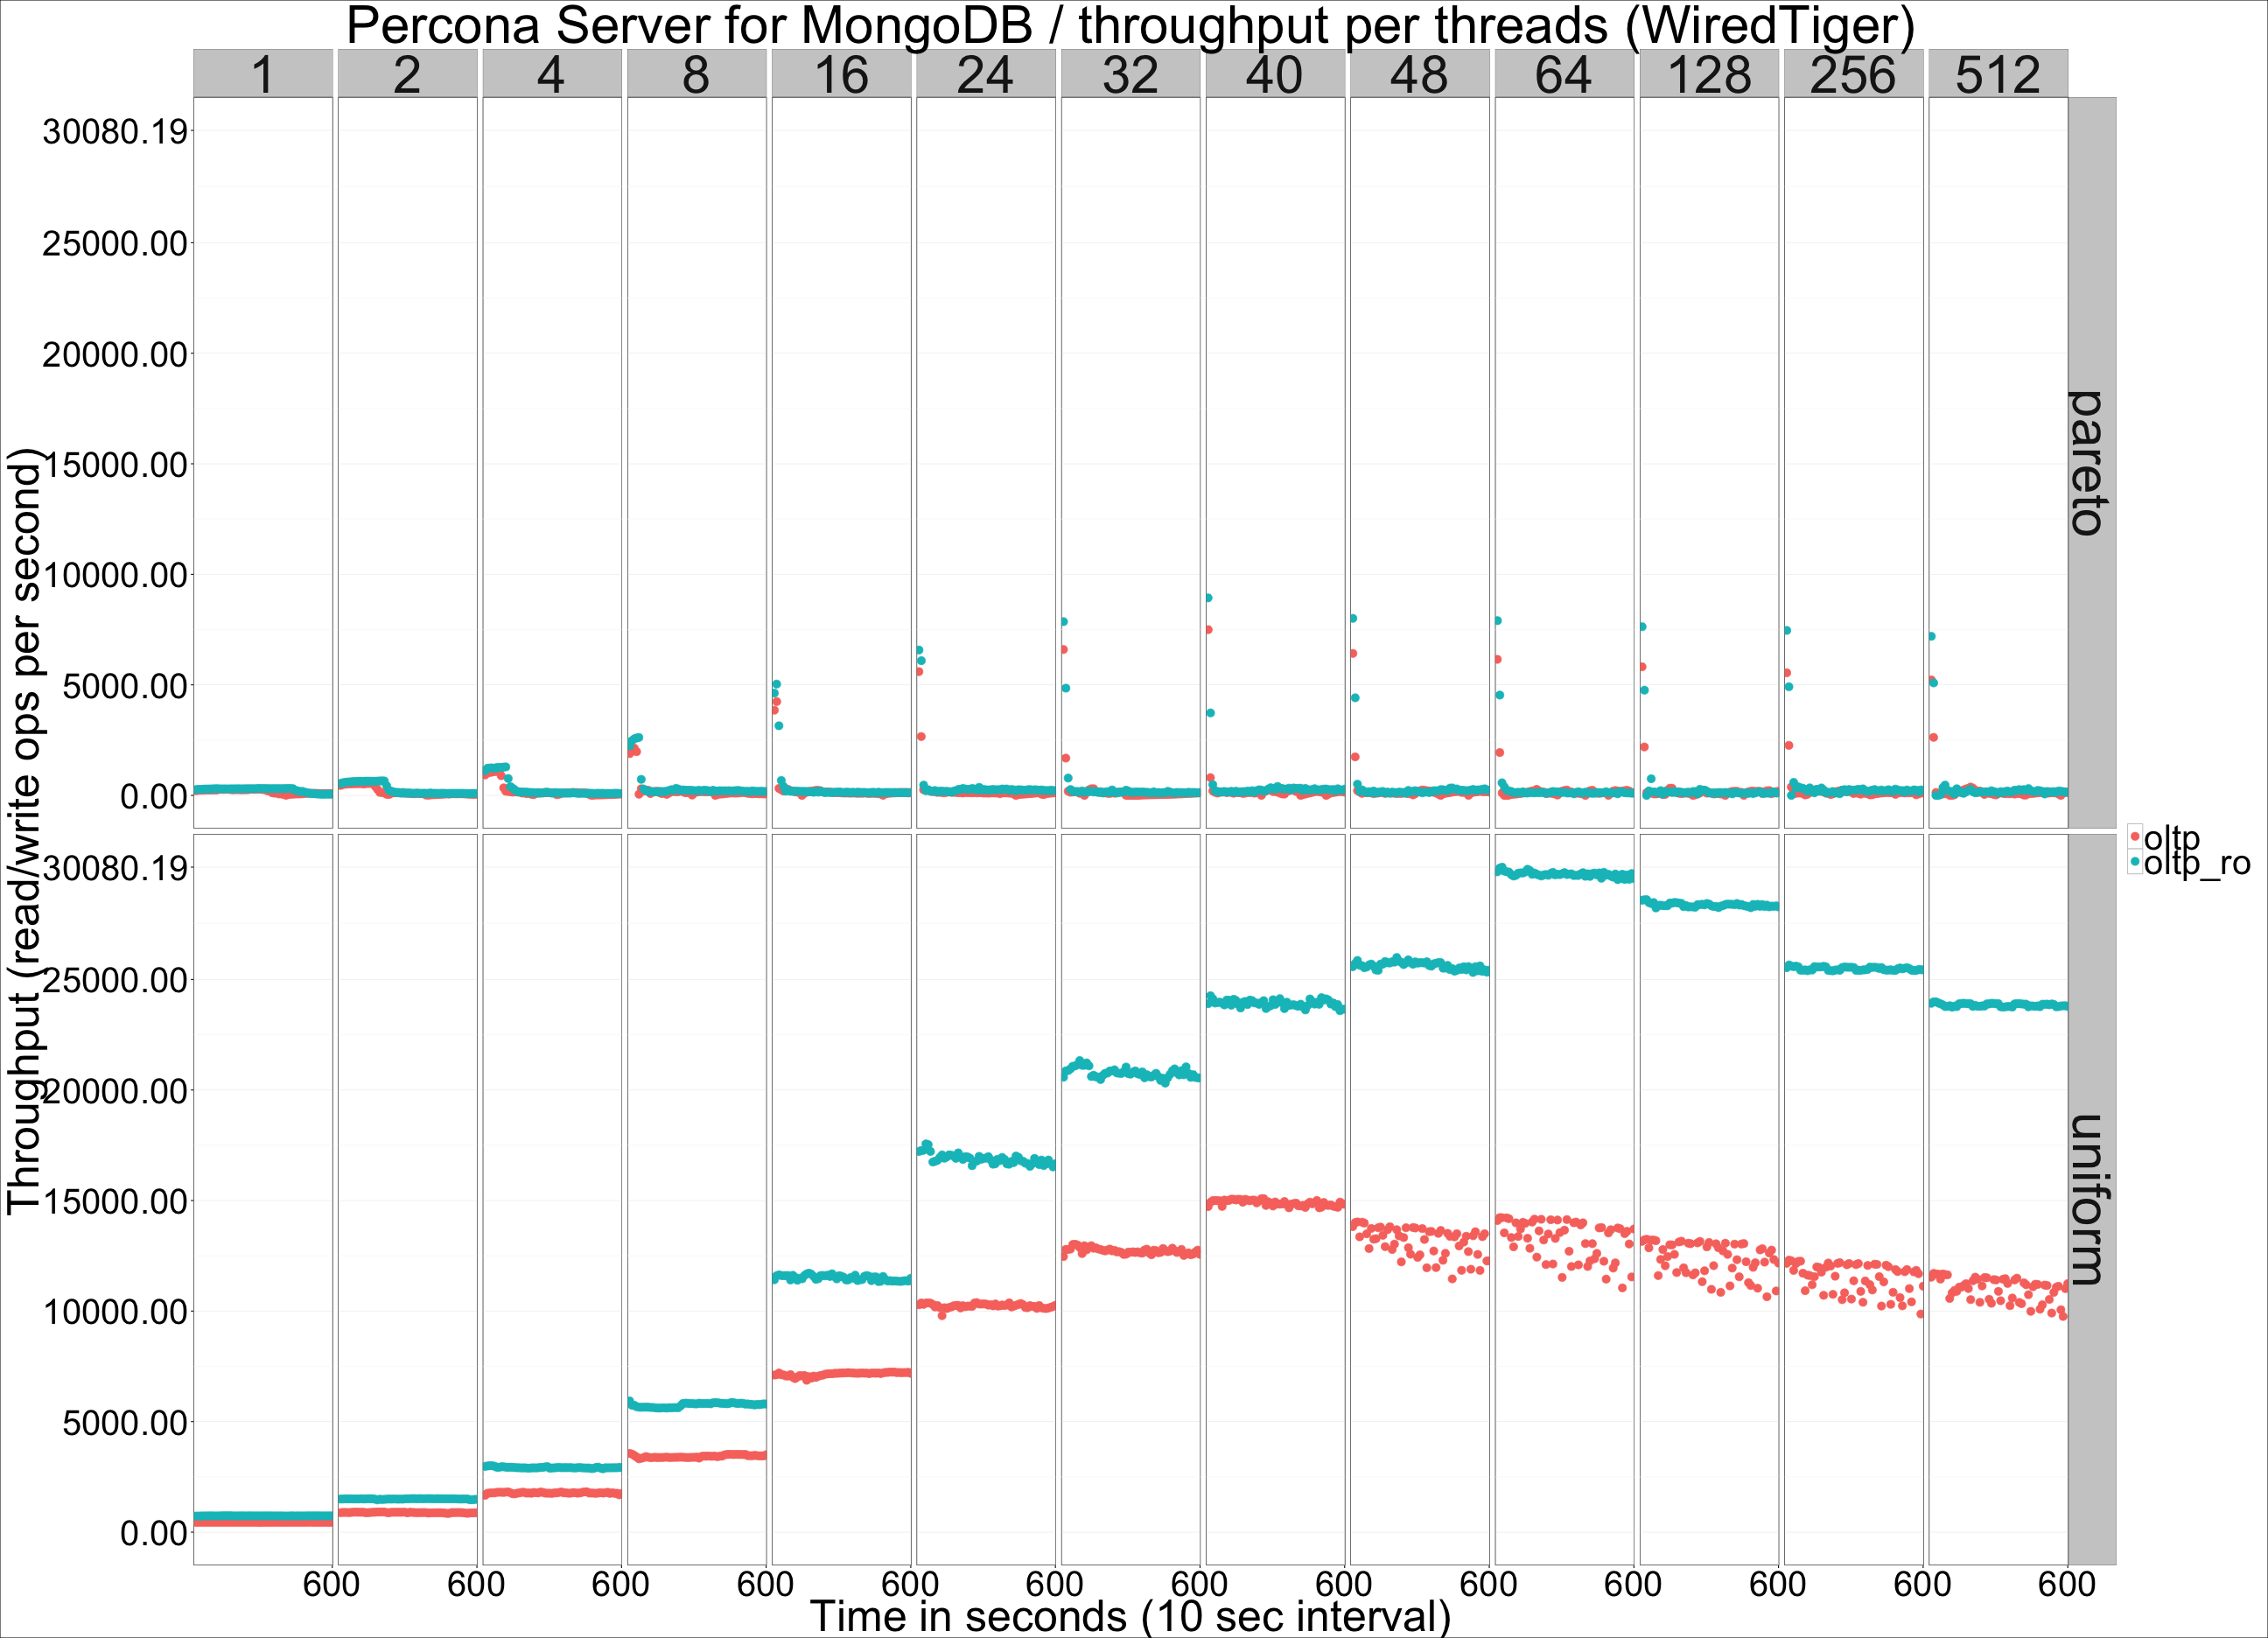 Percona Server for MongoDB / throughput per threads (WiredTiger)
1 2 4 8 16 24 32 40 48 64 128 256 512
30080.19
25000.00
20000.00
15000.00
10000.00
5000.00
0.00
pareto
Throughput (read/write ops per second)
30080.19
25000.00
20000.00
15000.00
10000.00
5000.00
0.00
uniform
oltp
oltp_ro
600 600 600 600 600 600 600 600 600 600 600 600 600
Time in seconds (10 sec interval)